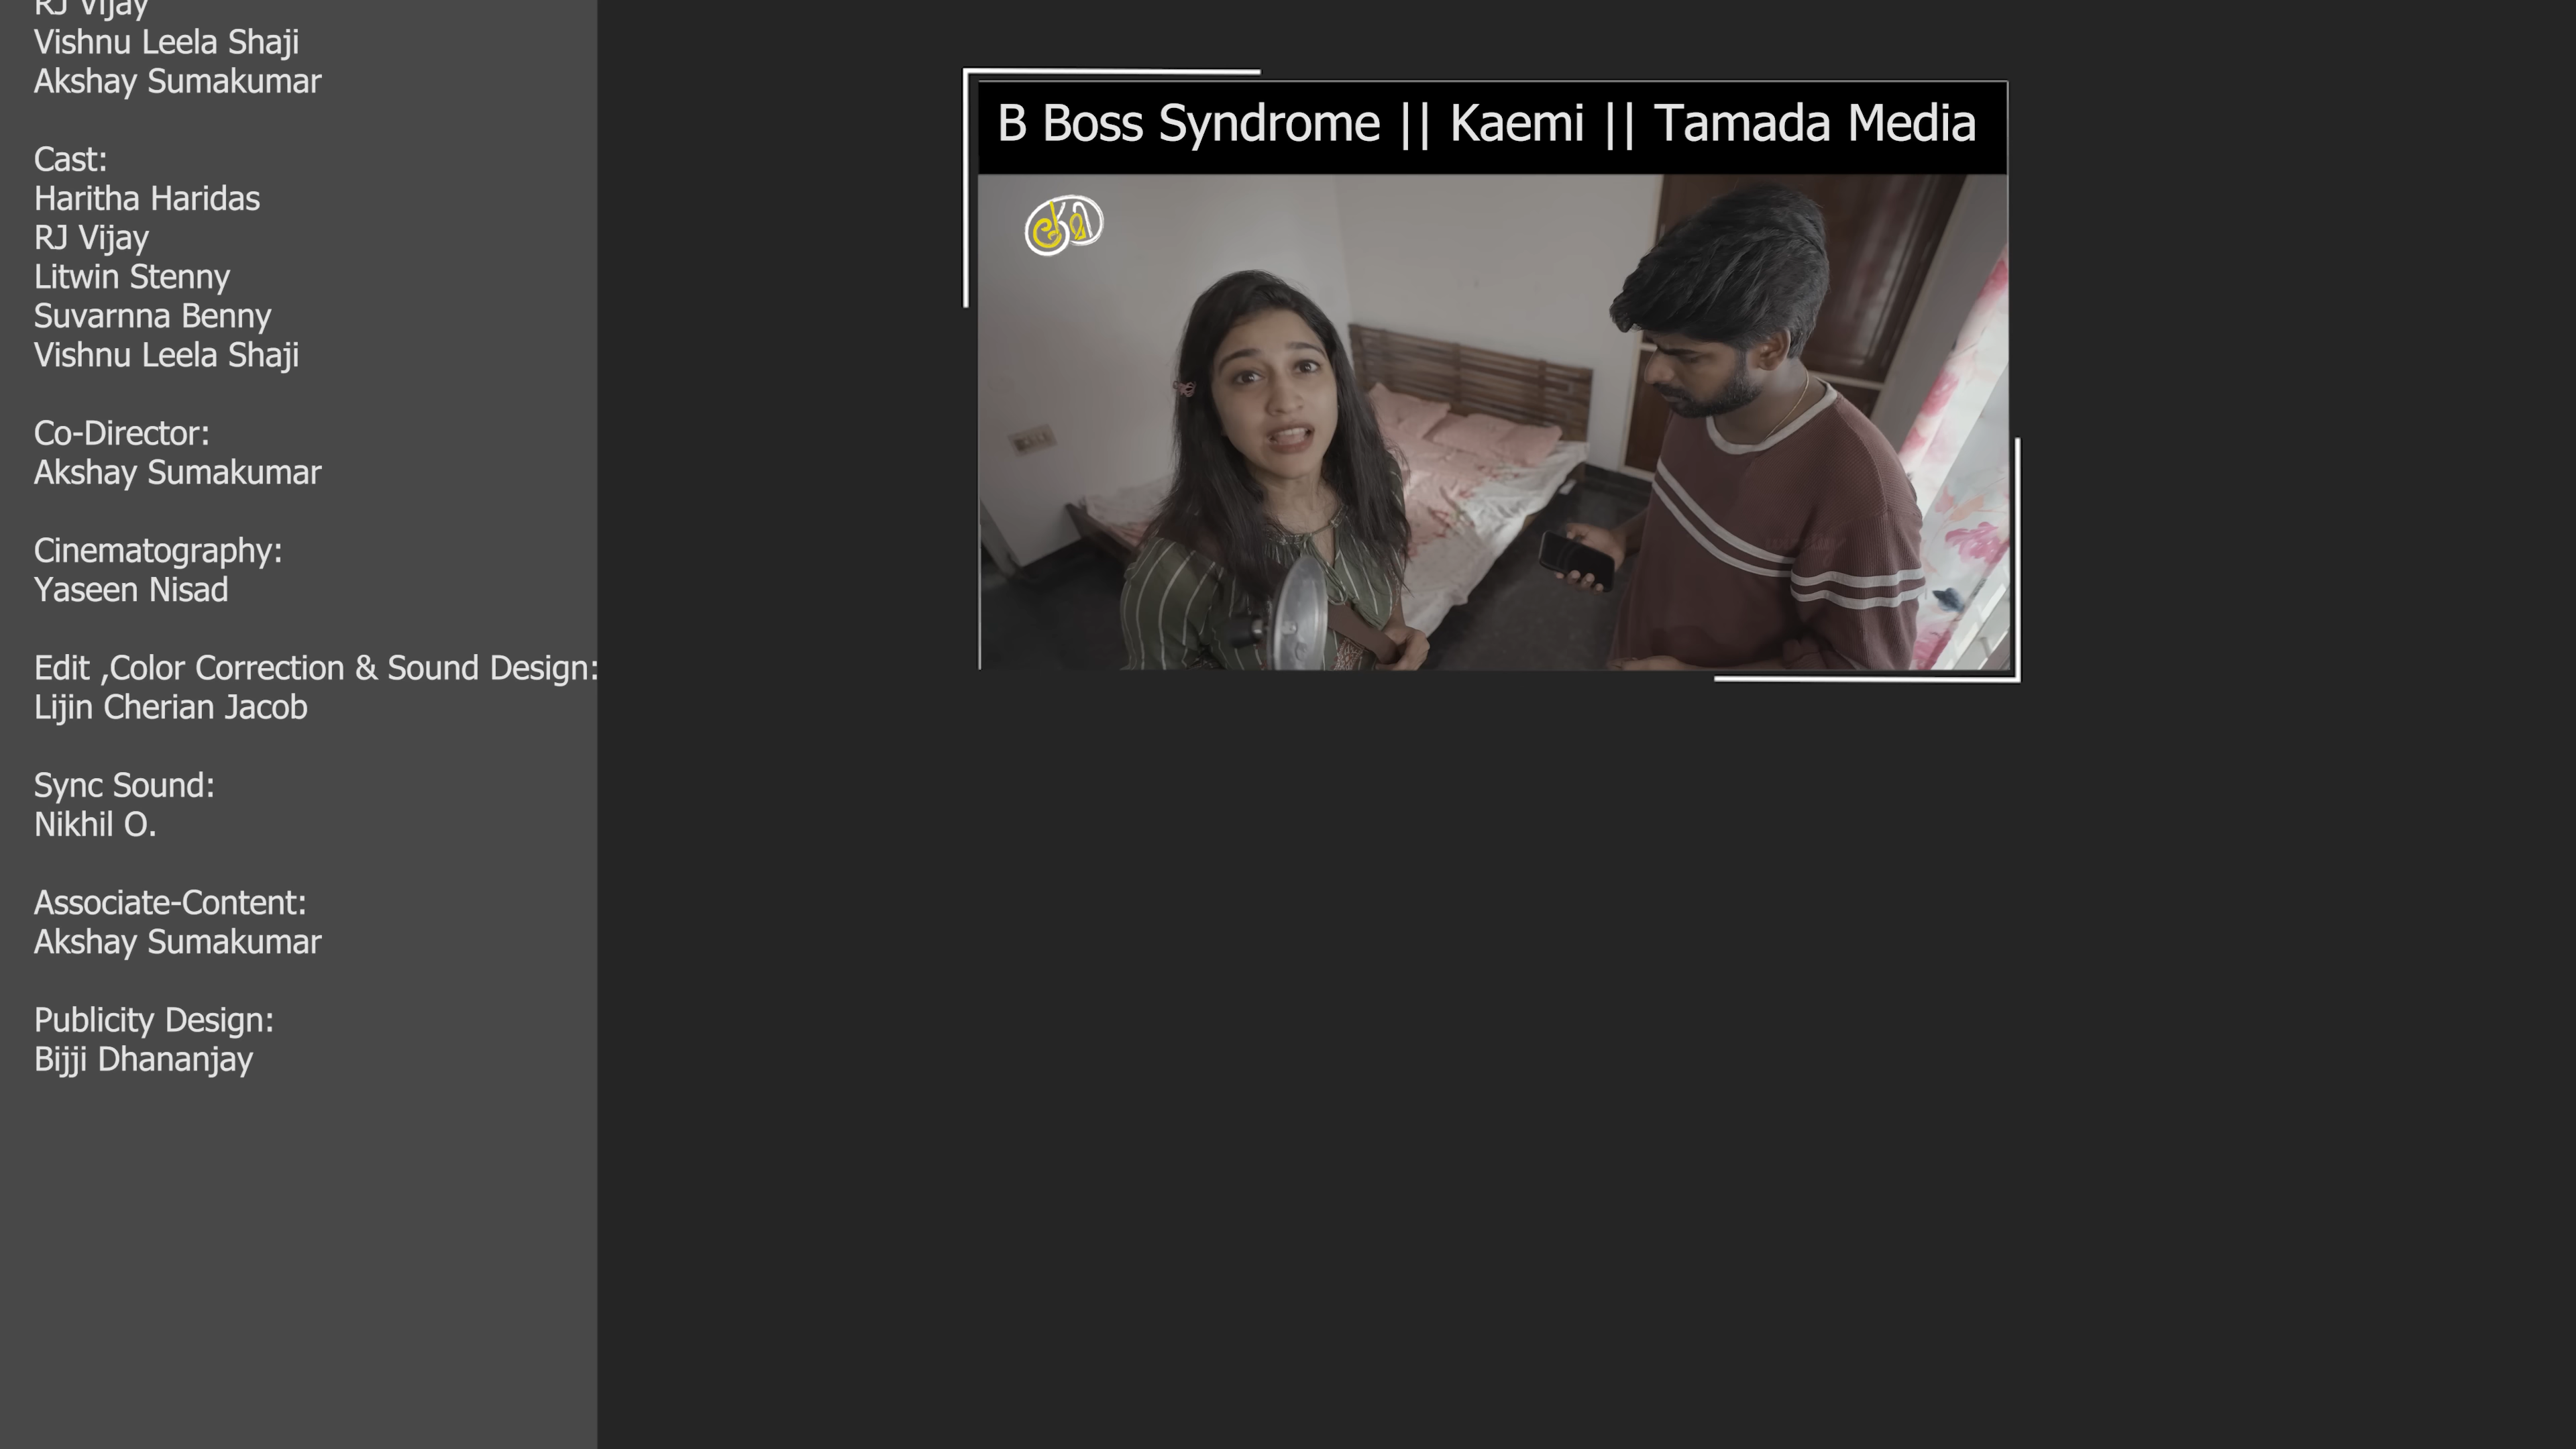 RJ Vijay
Vishnu Leela Shaji
Akshay Sumakumar
Cast:
Haritha Haridas
RJ Vijay
Litwin Stenny
Suvarnna Benny
Vishnu Leela Shaji
Co-Director:
Akshay Sumakumar
Cinematography:
Yaseen Nisad
Edit ,Color Correction & Sound Design:
Lijin Cherian Jacob
Sync Sound:
Nikhil O.
Associate-Content:
Akshay Sumakumar
Publicity Design:
Bijji Dhananjay
B Boss Syndrome || Kaemi || Tamada Media